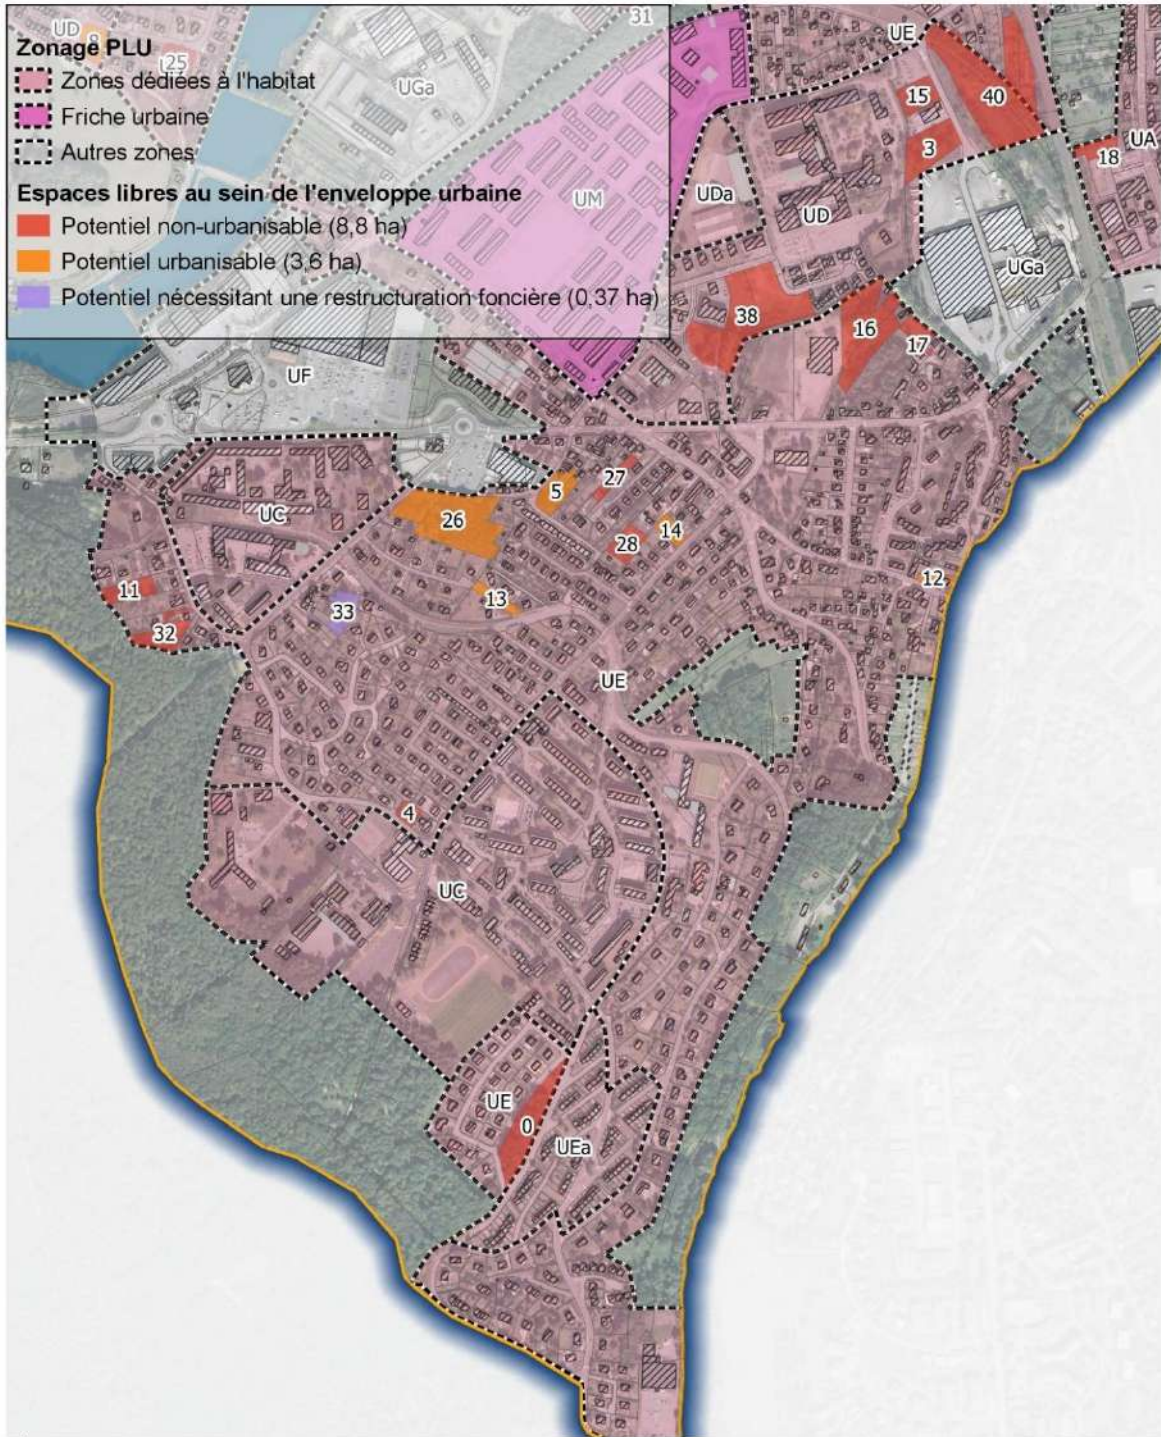 UD
8
31
Zonage PLU
25
Zones dédiées à l'habitat
UGa
Friche urbaine
Autres zones
Espaces libres au sein de l'enveloppe urbaine
Potentiel non-urbanisable (8,8 ha)
Potentiel urbanisable (3,6 ha)
Potentiel nécessitant une restructuration foncière (0,37 ha)
UM
UE
15
40
3
18
UA
UDa
UD
UGa
38
16
17
UF
27
5
26
UC
14
28
12
11
13
33
32
UE
4
UC
UE
0
UEa